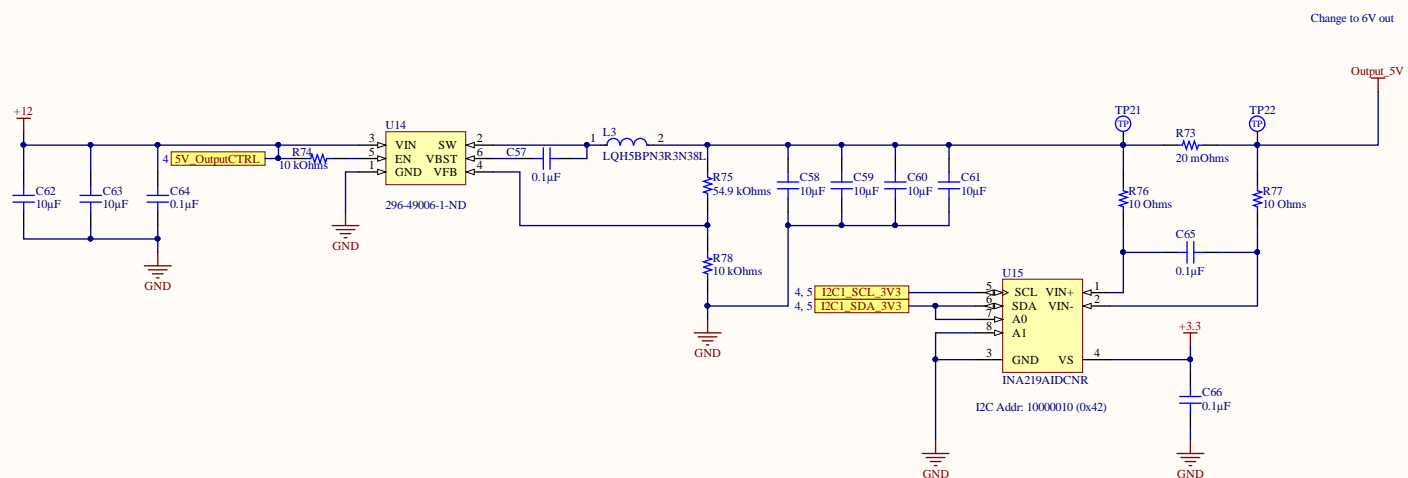 Change to 6V out
Output_5V
+12
U14
3 VIN SW 2
5 EN VBST 6
1 GND VFB 4
296-49006-1-ND
4 5V_OutputCTRL
R74
10 kOhms
C57
0.1µF
1 L3 2
LQH5BPN3R3N38L
TP21
TP
TP22
TP
R73
20 mOhms
C62
10µF
C63
10µF
C64
0.1µF
GND
GND
R75
54.9 kOhms
C58
10µF
C59
10µF
C60
10µF
C61
10µF
R76
10 Ohms
R77
10 Ohms
C65
0.1µF
R78
10 kOhms
GND
4, 5 I2C1_SCL_3V3
4, 5 I2C1_SDA_3V3
U15
5 SCL VIN+ 1
6 SDA VIN- 2
7 A0
8 A1
3 GND VS 4
INA219AIDCNR
I2C Addr: 10000010 (0x42)
+3.3
C66
0.1µF
GND
GND